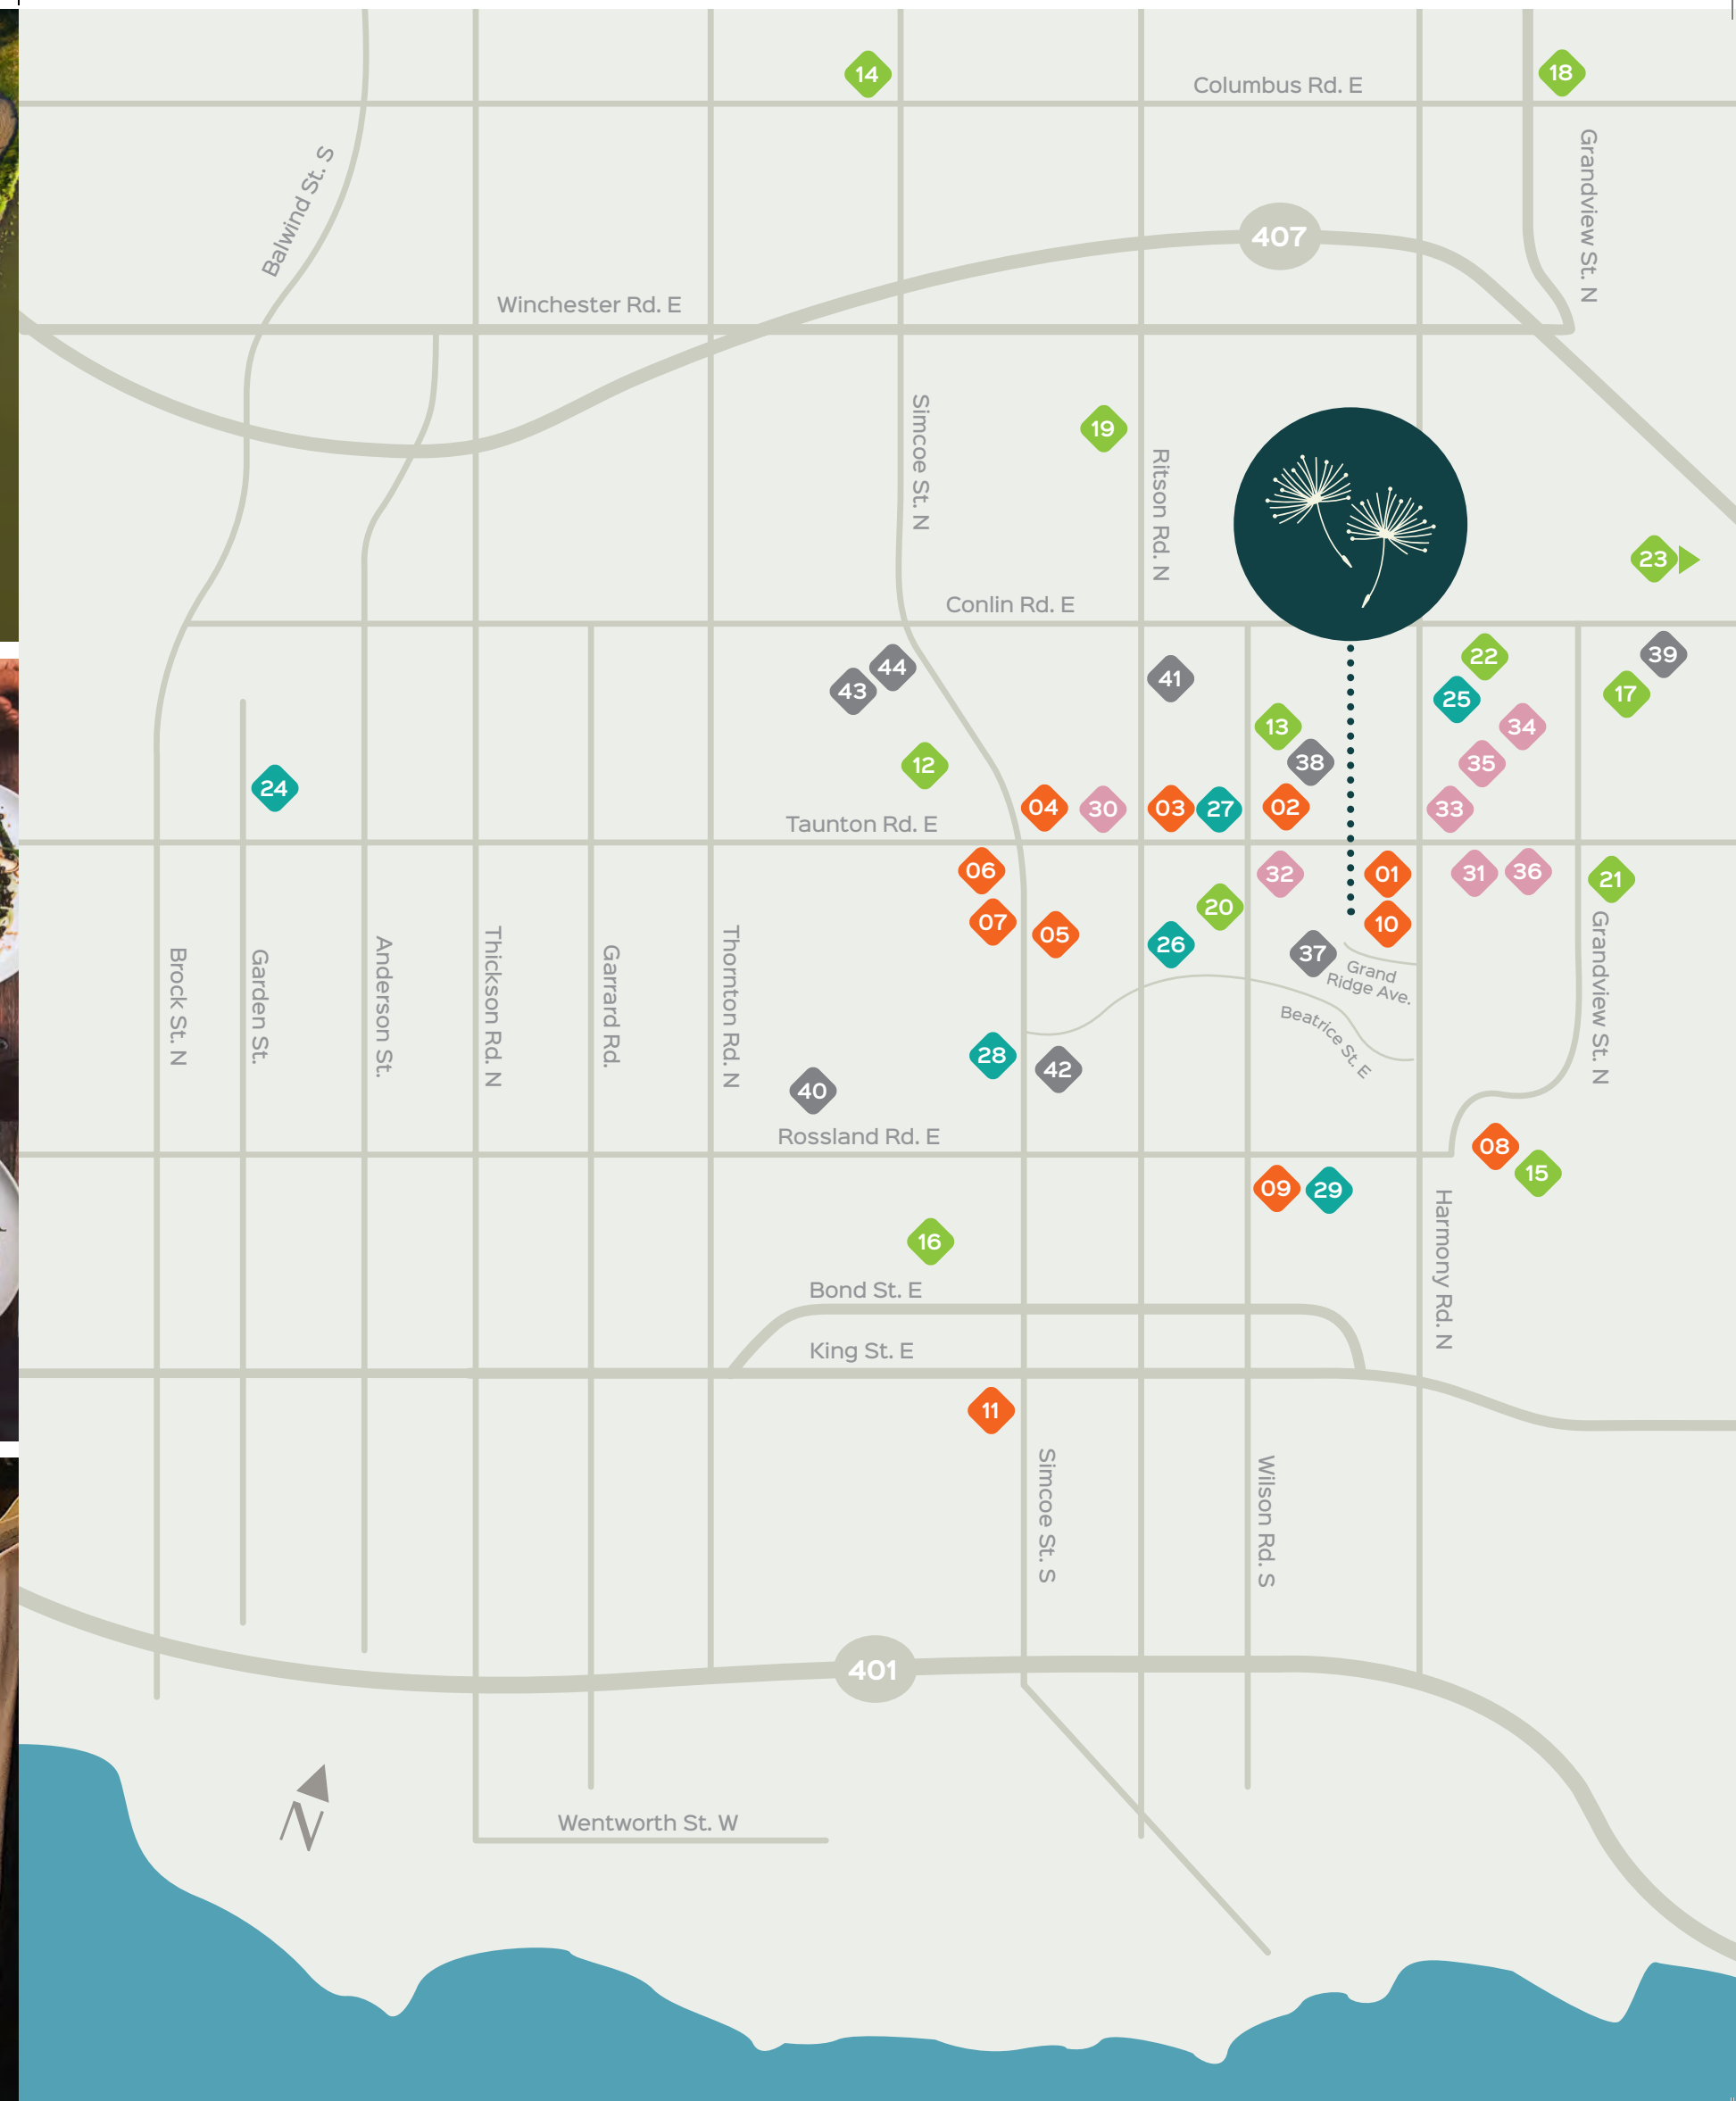 14
18
Columbus Rd. E
Grandview St. N
Balwind St. S
407
Winchester Rd. E
Simcoe St. N
19
Ritson Rd. N
23
Conlin Rd. E
44
43
41
22
39
25
17
13
34
38
35
12
24
04
30
03
27
02
33
Taunton Rd. E
06
32
01
31
36
21
20
07
05
10
26
37
Grand
Ridge Ave.
Beatrice St. E
Brock St. N
Garden St.
Anderson St.
Thickson Rd. N
Garrard Rd.
Thornton Rd. N
Grandview St. N
28
42
40
Rossland Rd. E
08
15
09
29
Harmony Rd. N
16
Bond St. E
King St. E
11
Simcoe St. S
Wilson Rd. S
401
N
Wentworth St. W